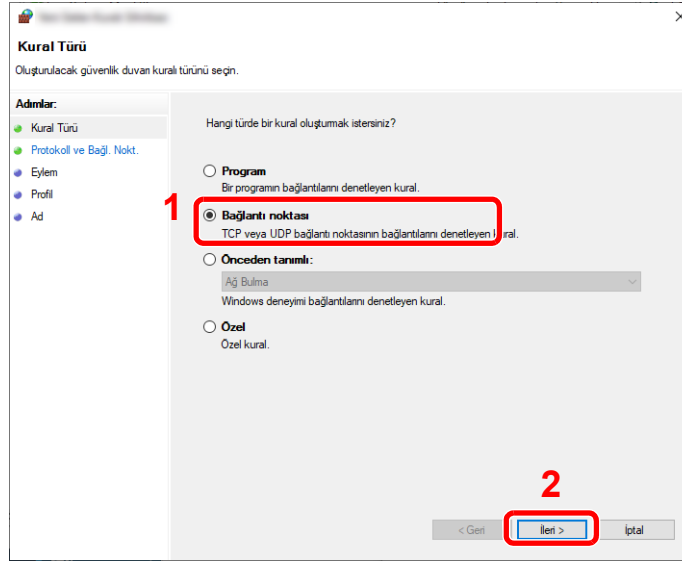 Kural Türü
Oluşturulacak güvenlik duvarı kuralı türünü seçin.
Adımlar:
Kural Türü
Protokoll ve Bağl. Nokt.
Eylem
Profil
Ad
Hangi türde bir kural oluşturmak istersiniz?
Program
Bir programın bağlantılarını denetleyen kural.
1
Bağlantı noktası
TCP veya UDP bağlantı noktasının bağlantılarını denetleyen kural.
Önceden tanımlı:
Ağ Bulma
Windows deneyimi bağlantılarını denetleyen kural.
Özel
Özel kural.
2
< Geri
İleri >
İptal